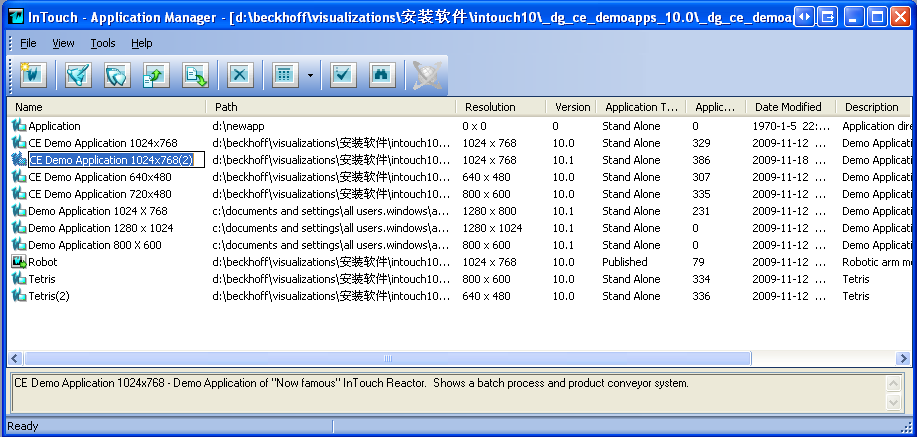 InTouch - Application Manager - [d:\beckhoff\visualizations\安装软件\intouch10\_dg_ce_demoapps_10.0\_dg_ce_demoap
File View Tools Help
Name Path Resolution Version Application T... Applic... Date Modified Description
Application d:\newapp 0 x 0 0 Stand Alone 0 1970-1-5 22:... Application dire
CE Demo Application 1024x768 d:\beckhoff\visualizations\安装软件\intouch10... 1024 x 768 10.0 Stand Alone 329 2009-11-12 ... Demo Applicati
CE Demo Application 1024x768(2) d:\beckhoff\visualizations\安装软件\intouch10... 1024 x 768 10.1 Stand Alone 386 2009-11-18 ... Demo Applicati
CE Demo Application 640x480 d:\beckhoff\visualizations\安装软件\intouch10... 640 x 480 10.0 Stand Alone 307 2009-11-12 ... Demo Applicati
CE Demo Application 720x480 d:\beckhoff\visualizations\安装软件\intouch10... 800 x 600 10.0 Stand Alone 335 2009-11-12 ... Demo Applicati
Demo Application 1024 X 768 c:\documents and settings\all users.windows\a... 1280 x 800 10.1 Stand Alone 231 2009-11-12 ... Demo Applicati
Demo Application 1280 x 1024 c:\documents and settings\all users.windows\a... 1280 x 1024 10.1 Stand Alone 0 2009-11-12 ... Demo Applicati
Demo Application 800 X 600 c:\documents and settings\all users.windows\a... 800 x 600 10.1 Stand Alone 0 2009-11-12 ... Demo Applicati
Robot d:\beckhoff\visualizations\安装软件\intouch10... 1024 x 768 10.0 Published 79 2009-11-12 ... Robotic arm mo
Tetris d:\beckhoff\visualizations\安装软件\intouch10... 800 x 600 10.0 Stand Alone 334 2009-11-12 ... Tetris
Tetris(2) d:\beckhoff\visualizations\安装软件\intouch10... 640 x 480 10.0 Stand Alone 336 2009-11-12 ... Tetris
CE Demo Application 1024x768 - Demo Application of "Now famous" InTouch Reactor. Shows a batch process and product conveyor system.
Ready